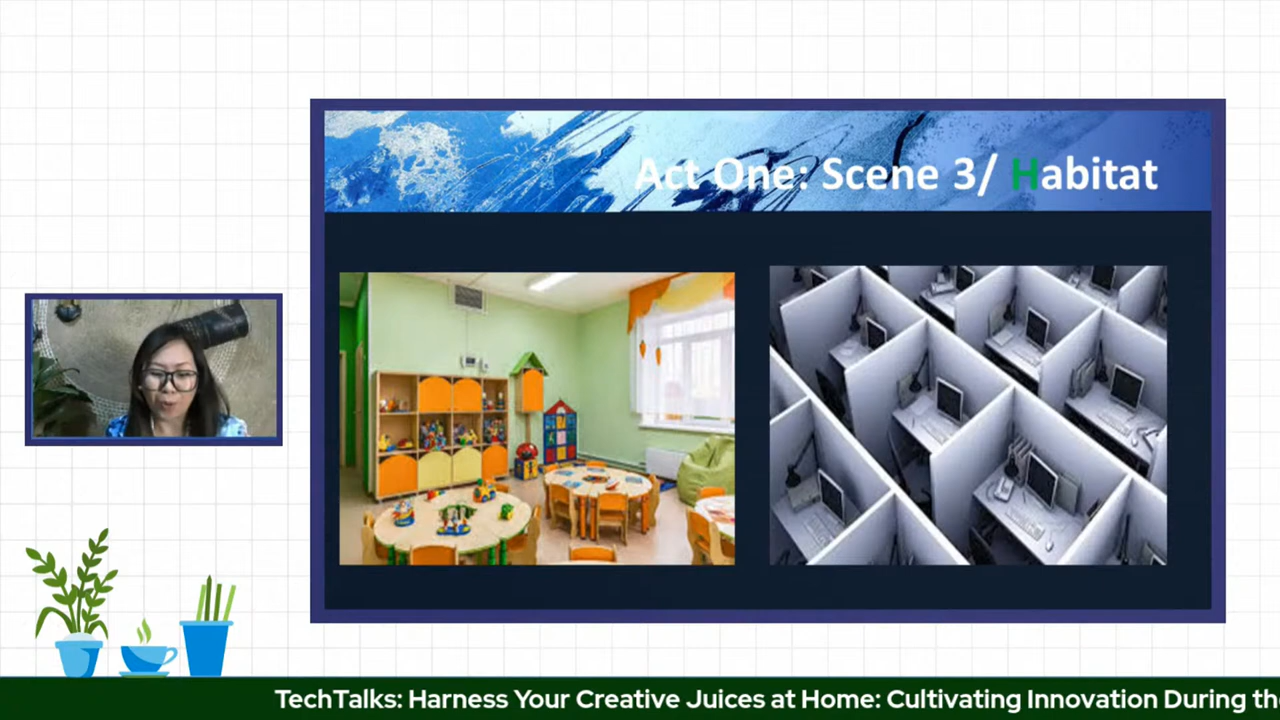 Act One: Scene 3/ Habitat
TechTalks: Harness Your Creative Juices at Home: Cultivating Innovation During th